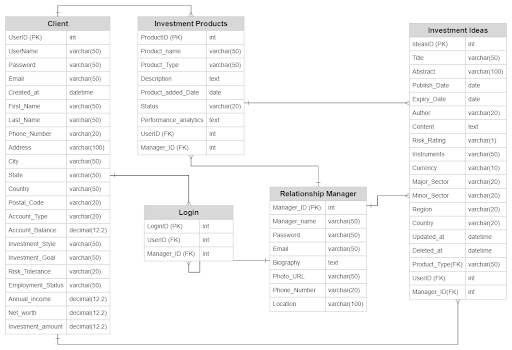 Client
UserID (PK) int
UserName varchar(50)
Password varchar(50)
Email varchar(50)
Created_at datetime
First_Name varchar(50)
Last_Name varchar(50)
Phone_Number varchar(20)
Address varchar(100)
City varchar(50)
State varchar(50)
Country varchar(50)
Postal_Code varchar(20)
Account_Type varchar(20)
Account_Balance decimal(12.2)
Investment_Style varchar(50)
Investment_Goal varchar(50)
Risk_Tolerance varchar(20)
Employment_Status varchar(50)
Annual_income decimal(12.2)
Net_worth decimal(12.2)
Investment_amount decimal(12.2)
Investment Products
ProductID (PK) int
Product_name varchar(50)
Product_Type varchar(50)
Description text
Product_added_Date date
Status varchar(20)
Performance_analytics text
UserID (FK) int
Manager_ID (FK) int
Login
LoginID (PK) int
UserID (FK) int
Manager_ID (FK) int
Relationship Manager
Manager_ID (PK) int
Manager_name varchar(50)
Password varchar(50)
Email varchar(50)
Biography text
Photo_URL varchar(50)
Phone_Number varchar(20)
Location varchar(100)
Investment Ideas
IdeasID (PK) int
Title varchar(50)
Abstract varchar(100)
Publish_Date date
Expiry_Date date
Author varchar(20)
Content text
Risk_Rating varchar(1)
Instruments varchar(50)
Currency varchar(10)
Major_Sector varchar(20)
Minor_Sector varchar(20)
Region varchar(20)
Country varchar(20)
Updated_at datetime
Deleted_at datetime
Product_Type(FK) varchar(50)
UserID (FK) int
Manager_ID(FK) int